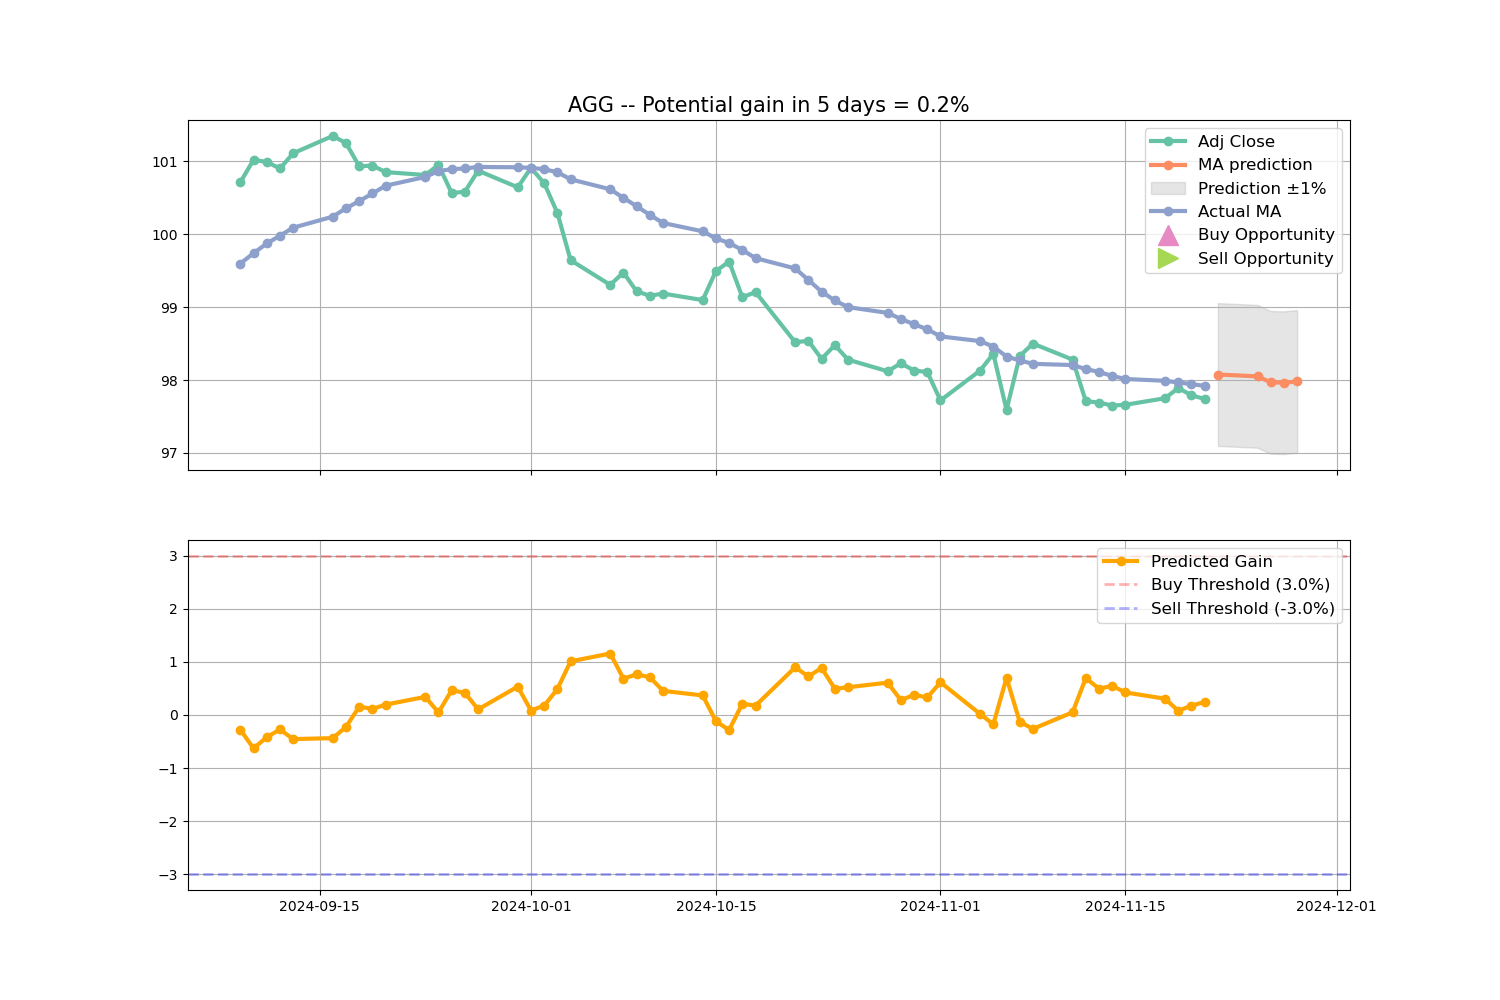 AGG -- Potential gain in 5 days = 0.2%
101
100
99
98
97
Adj Close
MA prediction
Prediction ±1%
Actual MA
Buy Opportunity
Sell Opportunity
3
2
1
0
−1
−2
−3
Predicted Gain
Buy Threshold (3.0%)
Sell Threshold (-3.0%)
2024-09-15
2024-10-01
2024-10-15
2024-11-01
2024-11-15
2024-12-01